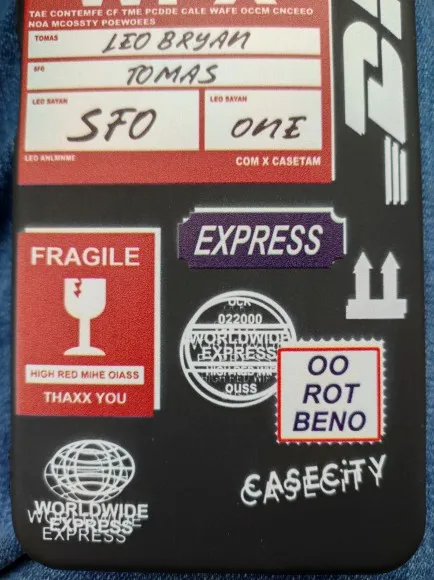 TAE CONTEMFE CF TME PCDDE CALE WAFE OCCM CNCEEO
NOA MCOSSTY POEWOEES
TOMAS
LEO BRYAN
SFO
TOMAS
LEO SAYAN
SFO
LEO SAYAN
ONE
LEO ANLMNME
COM X CASETAM
EXPRESS
FRAGILE
HIGH RED MIHE OIASS
THAXX YOU
022000
WORLDWIDE
EXPRESS
OUSS
OO
ROT
BENO
WORLDWIDE
EXPRESS
CASECiTY